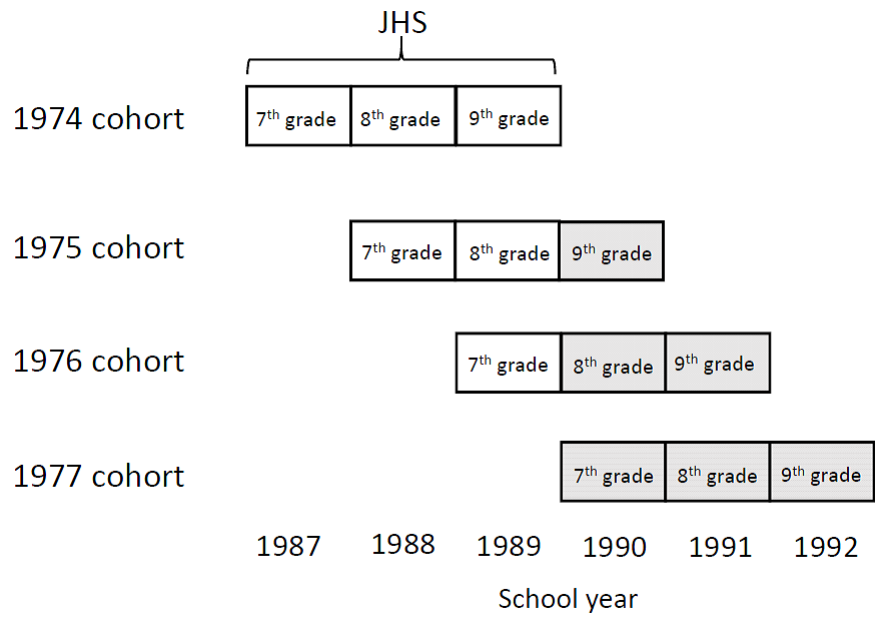 JHS
1974 cohort 7th grade 8th grade 9th grade
1975 cohort 7th grade 8th grade 9th grade
1976 cohort 7th grade 8th grade 9th grade
1977 cohort 7th grade 8th grade 9th grade
1987 1988 1989 1990 1991 1992
School year